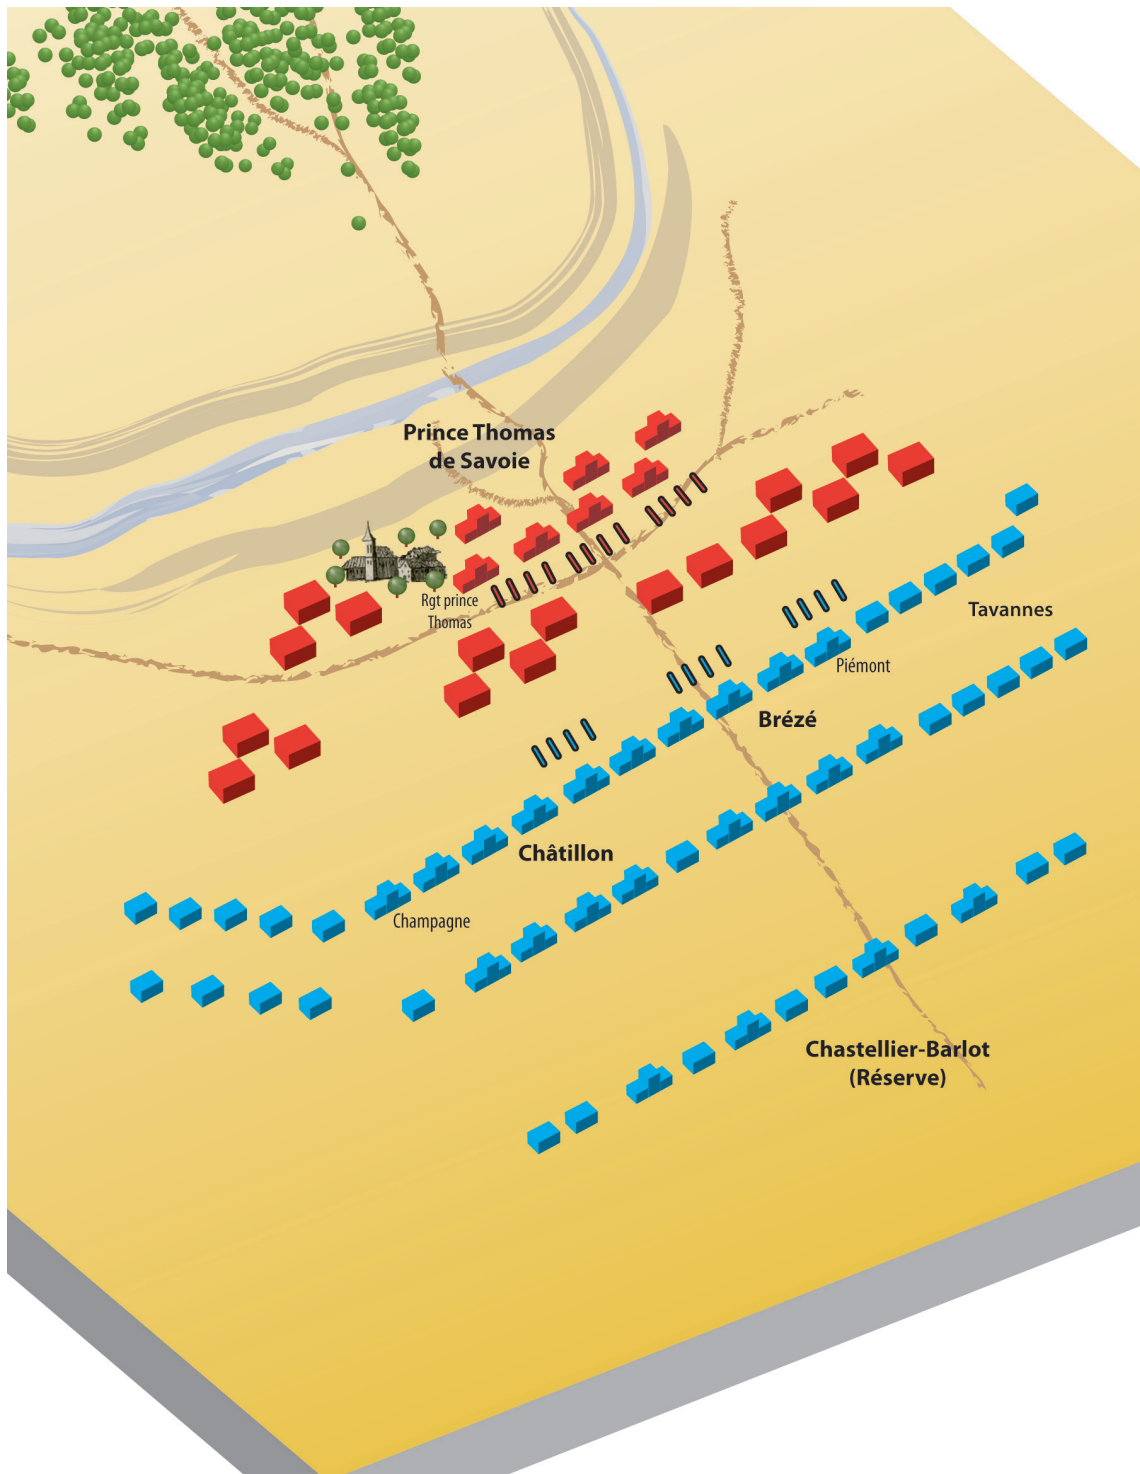 Prince Thomas
de Savoie
Rgt prince
Thomas
Tavannes
Piémont
Brézé
Châtillon
Champagne
Chastellier-Barlot
(Réserve)